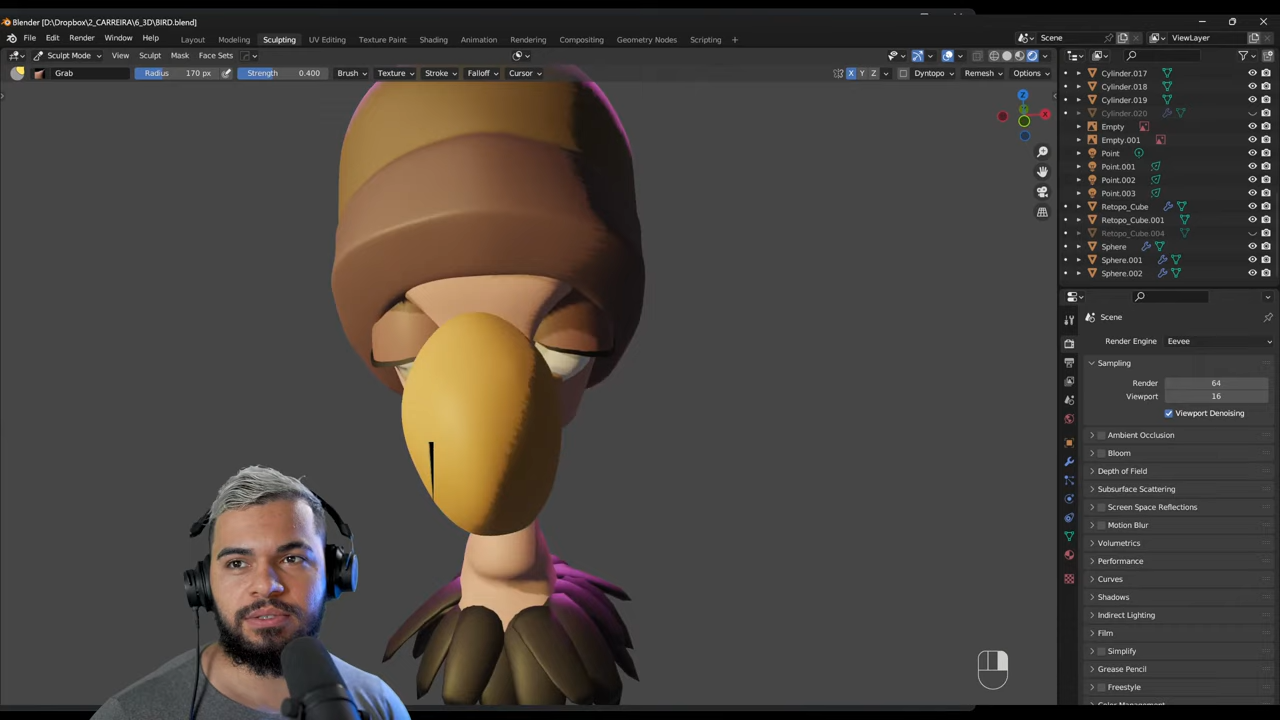 Blender [D:\Dropbox\2_CARREIRA\6_3D\BIRD.blend]
File Edit Render Window Help Layout Modeling Sculpting UV Editing Texture Paint Shading Animation Rendering Compositing Geometry Nodes Scripting + Scene ViewLayer
Sculpt Mode View Sculpt Mask Face Sets
Grab Radius 170 px Strength 0.400 Brush Texture Stroke Falloff Cursor X Y Z Dyntopo Remesh Options
Z
X
Cylinder.017
Cylinder.018
Cylinder.019
Cylinder.020
Empty
Empty.001
Point
Point.001
Point.002
Point.003
Retopo_Cube
Retopo_Cube.001
Retopo_Cube.004
Sphere
Sphere.001
Sphere.002
Scene
Render Engine Eevee
Sampling
Render 64
Viewport 16
Viewport Denoising
Ambient Occlusion
Bloom
Depth of Field
Subsurface Scattering
Screen Space Reflections
Motion Blur
Volumetrics
Performance
Curves
Shadows
Indirect Lighting
Film
Simplify
Grease Pencil
Freestyle
Color Management